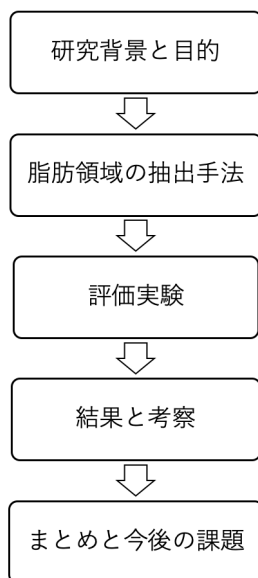 研究背景と目的
脂肪領域の抽出手法
評価実験
結果と考察
まとめと今後の課題